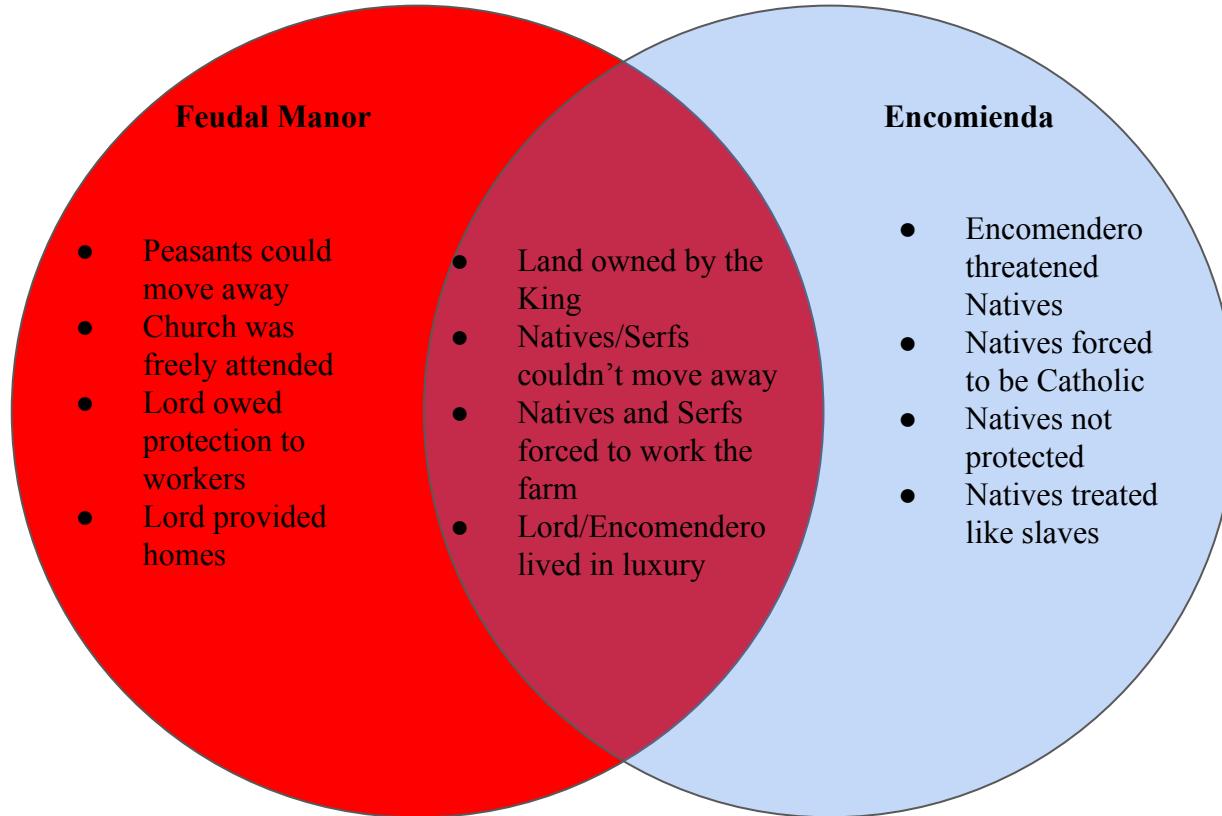 Feudal Manor
● Peasants could
move away
● Church was
freely attended
● Lord owed
protection to
workers
● Lord provided
homes
● Land owned by the
King
● Natives/Serfs
couldn’t move away
● Natives and Serfs
forced to work the
farm
● Lord/Encomendero
lived in luxury
Encomienda
● Encomendero
threatened
Natives
● Natives forced
to be Catholic
● Natives not
protected
● Natives treated
like slaves